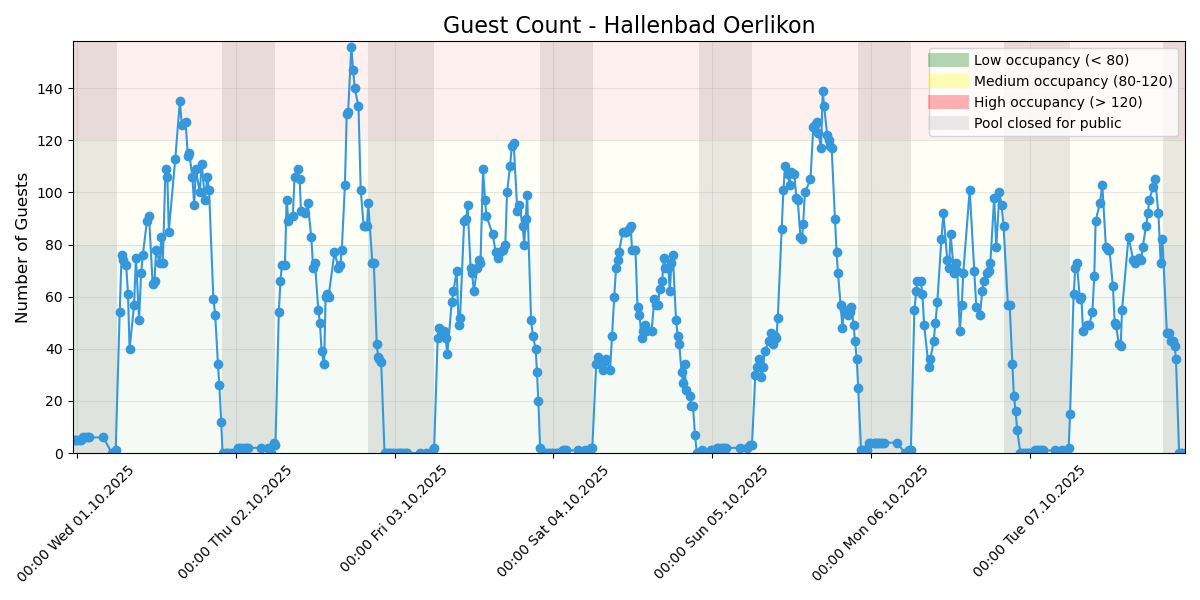 Guest Count - Hallenbad Oerlikon
Number of Guests
140
120
100
80
60
40
20
0
Low occupancy (< 80)
Medium occupancy (80-120)
High occupancy (> 120)
Pool closed for public
00:00 Wed 01.10.2025
00:00 Thu 02.10.2025
00:00 Fri 03.10.2025
00:00 Sat 04.10.2025
00:00 Sun 05.10.2025
00:00 Mon 06.10.2025
00:00 Tue 07.10.2025